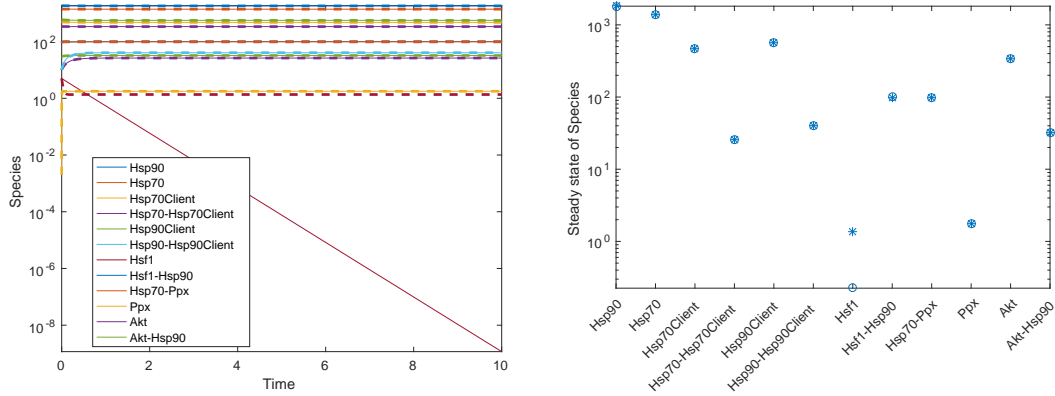 10^2
10^0
10^-2
10^-4
10^-6
10^-8
Species
0
2
4
6
8
10
Time
Hsp90
Hsp70
Hsp70Client
Hsp70-Hsp70Client
Hsp90Client
Hsp90-Hsp90Client
Hsf1
Hsf1-Hsp90
Hsp70-Ppx
Ppx
Akt
Akt-Hsp90
10^3
10^2
10^1
10^0
Steady state of Species
Hsp90
Hsp70
Hsp70Client
Hsp70-Hsp70Client
Hsp90Client
Hsp90-Hsp90Client
Hsf1
Hsf1-Hsp90
Hsp70-PpX
PpX
Akt
Akt-Hsp90